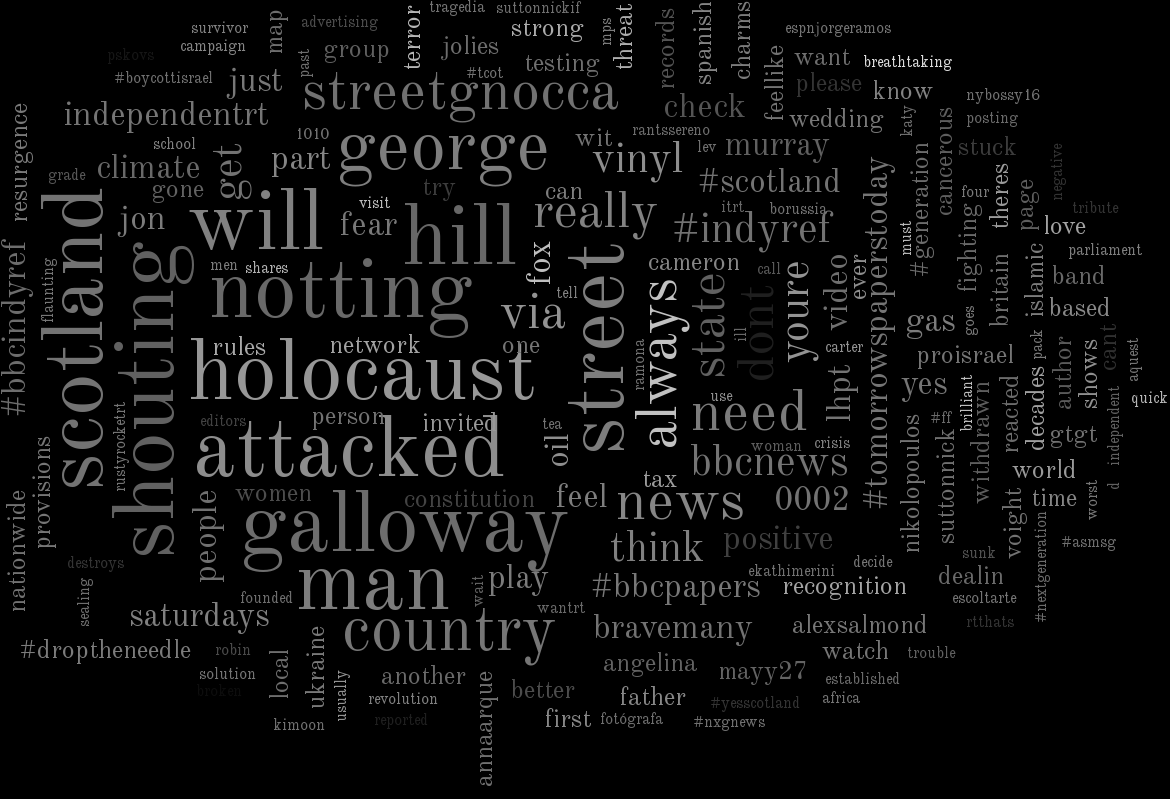 survivor
advertising
map
terror
tragedia
suttonnickif
strong
mps
threat
records
spanish
charms
espnjorgeramos
pskovs
campaign
past
group
jolies
testing
#tcot
feellike
want
breathtaking
#boycottisrael
just
streetgnocca
please
know
nybossy16
independentrt
check
wedding
katy
posting
resurgence
school
1010
george
wit
rantssereno
lev
murray
cancerous
stuck
negative
climate
get
part
vinyl
grade
gone
try
can
#scotland
#generation
four
theres
page
tribute
scotland
will
visit
hill
really
itrt
borussia
#tomorrowspaperstoday
jon
fear
#indyref
must
fighting
love
#bbcindyref
flaunting
shouting
men
shares
notting
fox
street
cameron
call
video
ever
parliament
tell
always
state
dont
youre
britain
islamic
band
via
ill
gas
goes
based
rules
network
one
ramona
carter
proisrael
pack
author
cant
aquest
holocaust
yes
decades
shows
use
need
lhpt
brilliant
withdrawn
reacted
quick
rustyrocketrt
editors
person
invited
tea
#ff
gtgt
independent
attacked
oil
woman
crisis
nikolopoulos
suttonnick
bbcnews
world
provisions
tax
d
nationwide
people
women
constitution
feel
news
0002
voight
time
worst
galloway
think
positive
sunk
#nextgeneration
#asmsg
destroys
ekathimerini
decide
sealing
man
wait
play
#bbcpapers
recognition
dealin
founded
wantrt
escoltarte
saturdays
country
bravemany
alexsalmond
rtthats
#droptheneedle
robin
local
ukraine
watch
trouble
solution
usually
another
annaarque
angelina
mayy27
established
broken
revolution
better
father
#yesscotland
africa
kimoon
reported
first
fotógrafa
#nxgnews